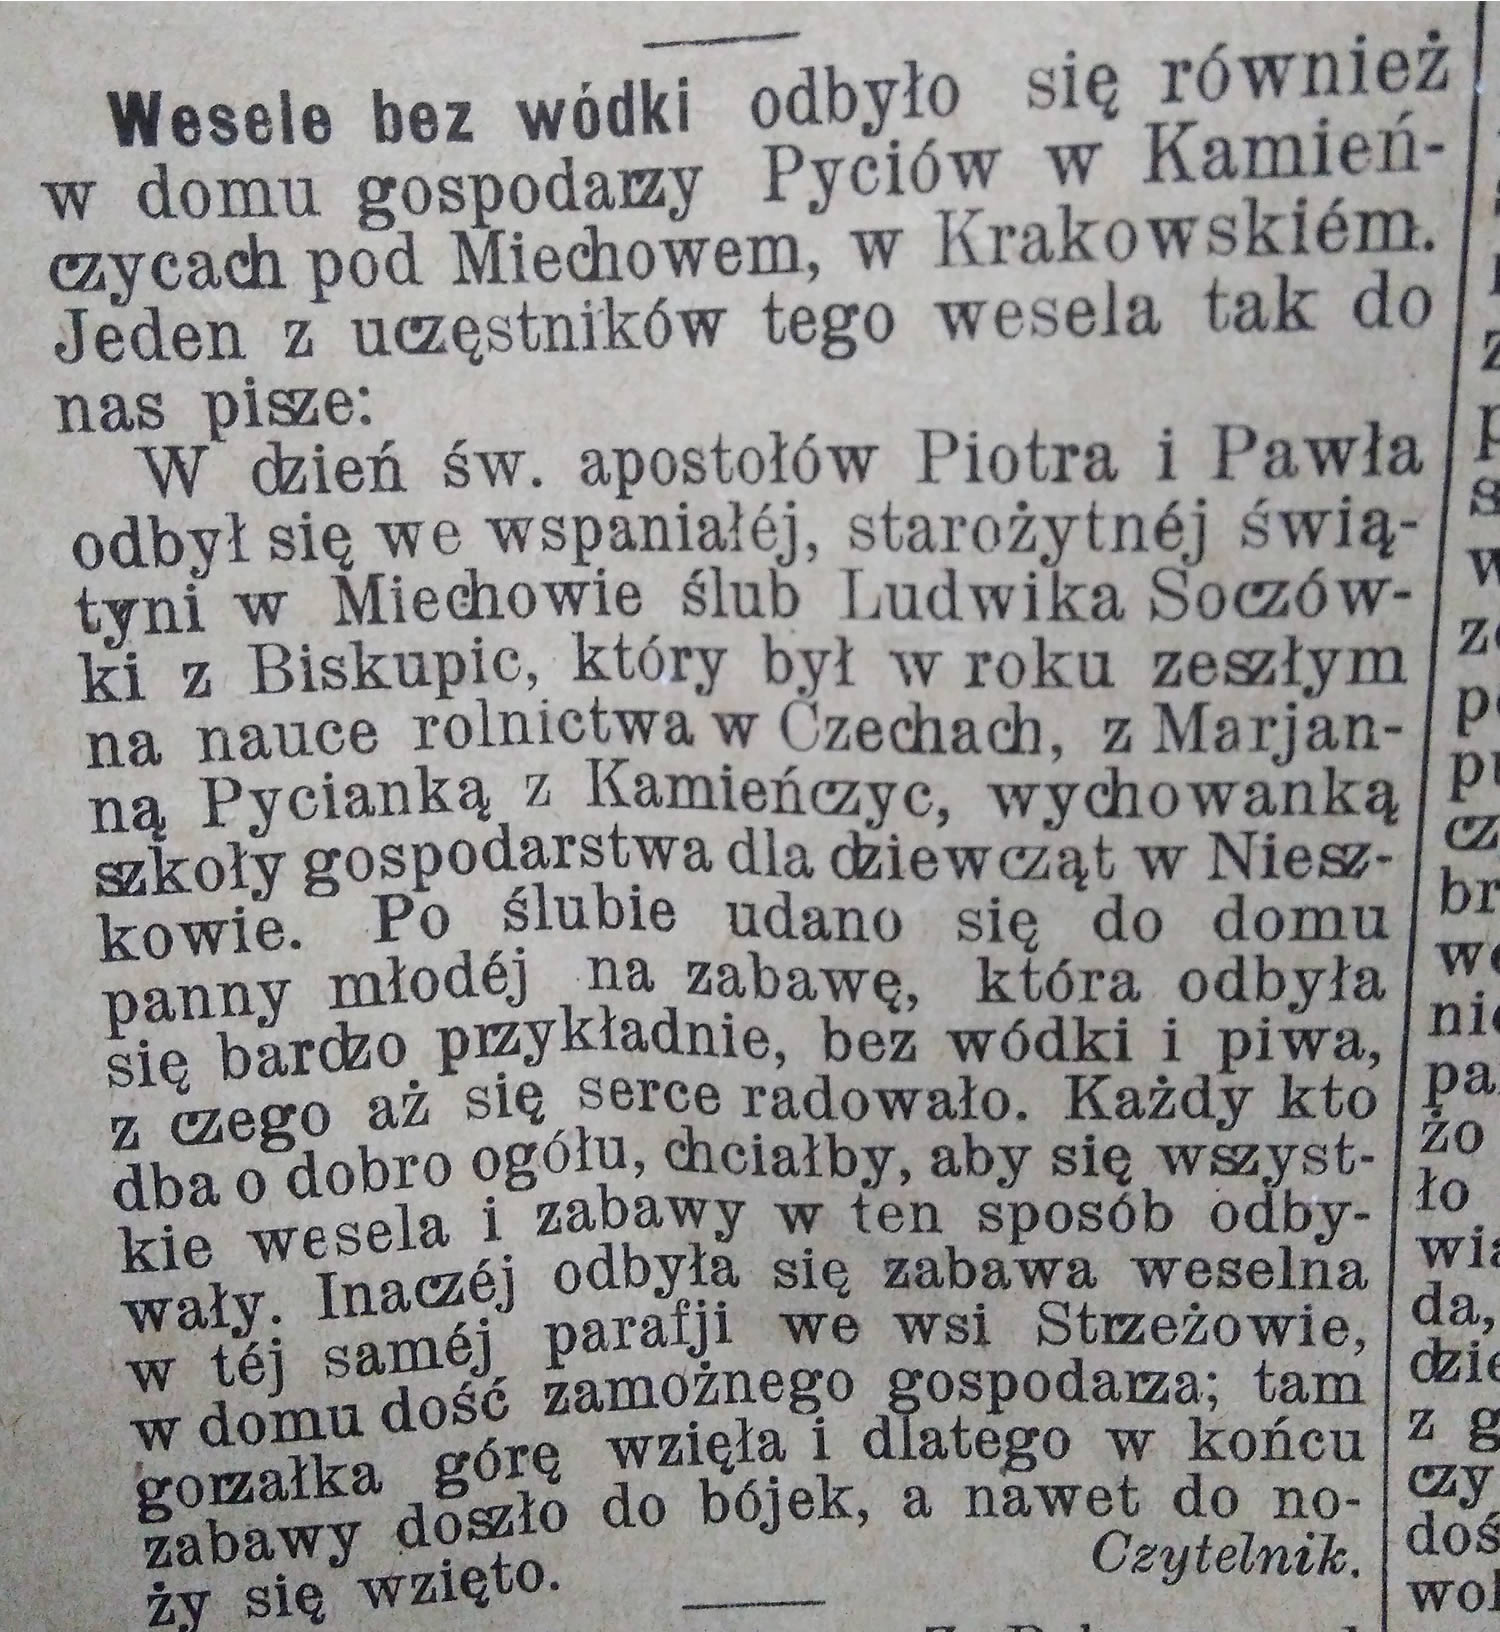 Wesele bez wódki odbyło się również
w domu gospodarzy Pyciów w Kamień-
czycach pod Miechowem, w Krakowskiém.
Jeden z uczęstników tego wesela tak do
nas pisze:
W dzień św. apostołów Piotra i Pawła
odbył się we wspaniałéj, starożytnéj świą-
tyni w Miechowie ślub Ludwika Soczów-
ki z Biskupic, który był w roku zeszłym
na nauce rolnictwa w Czechach, z Marjan-
ną Pycianką z Kamieńczyc, wychowanką
szkoły gospodarstwa dla dziewcząt w Niesz-
kowie. Po ślubie udano się do domu
panny młodéj na zabawę, która odbyła
się bardzo przykładnie, bez wódki i piwa,
z czego aż się serce radowało. Każdy kto
dba o dobro ogółu, chciałby, aby się wszyst-
kie wesela i zabawy w ten sposób odby-
wały. Inaczéj odbyła się zabawa weselna
w téj saméj parafji we wsi Strzeżowie,
w domu dość zamożnego gospodarza; tam
gorzałka górę wzięła i dlatego w końcu
zabawy doszło do bójek, a nawet do no-
ży się wzięto.
Czytelnik.